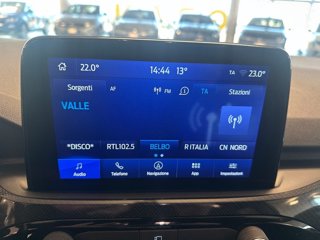 22.0° 14:44 13° TA 23.0°
Sorgenti AF FM TA Stazioni
VALLE
*DISCO* RTL102.5 BELBO R ITALIA CN NORD
Audio Telefono Navigazione App Impostazioni